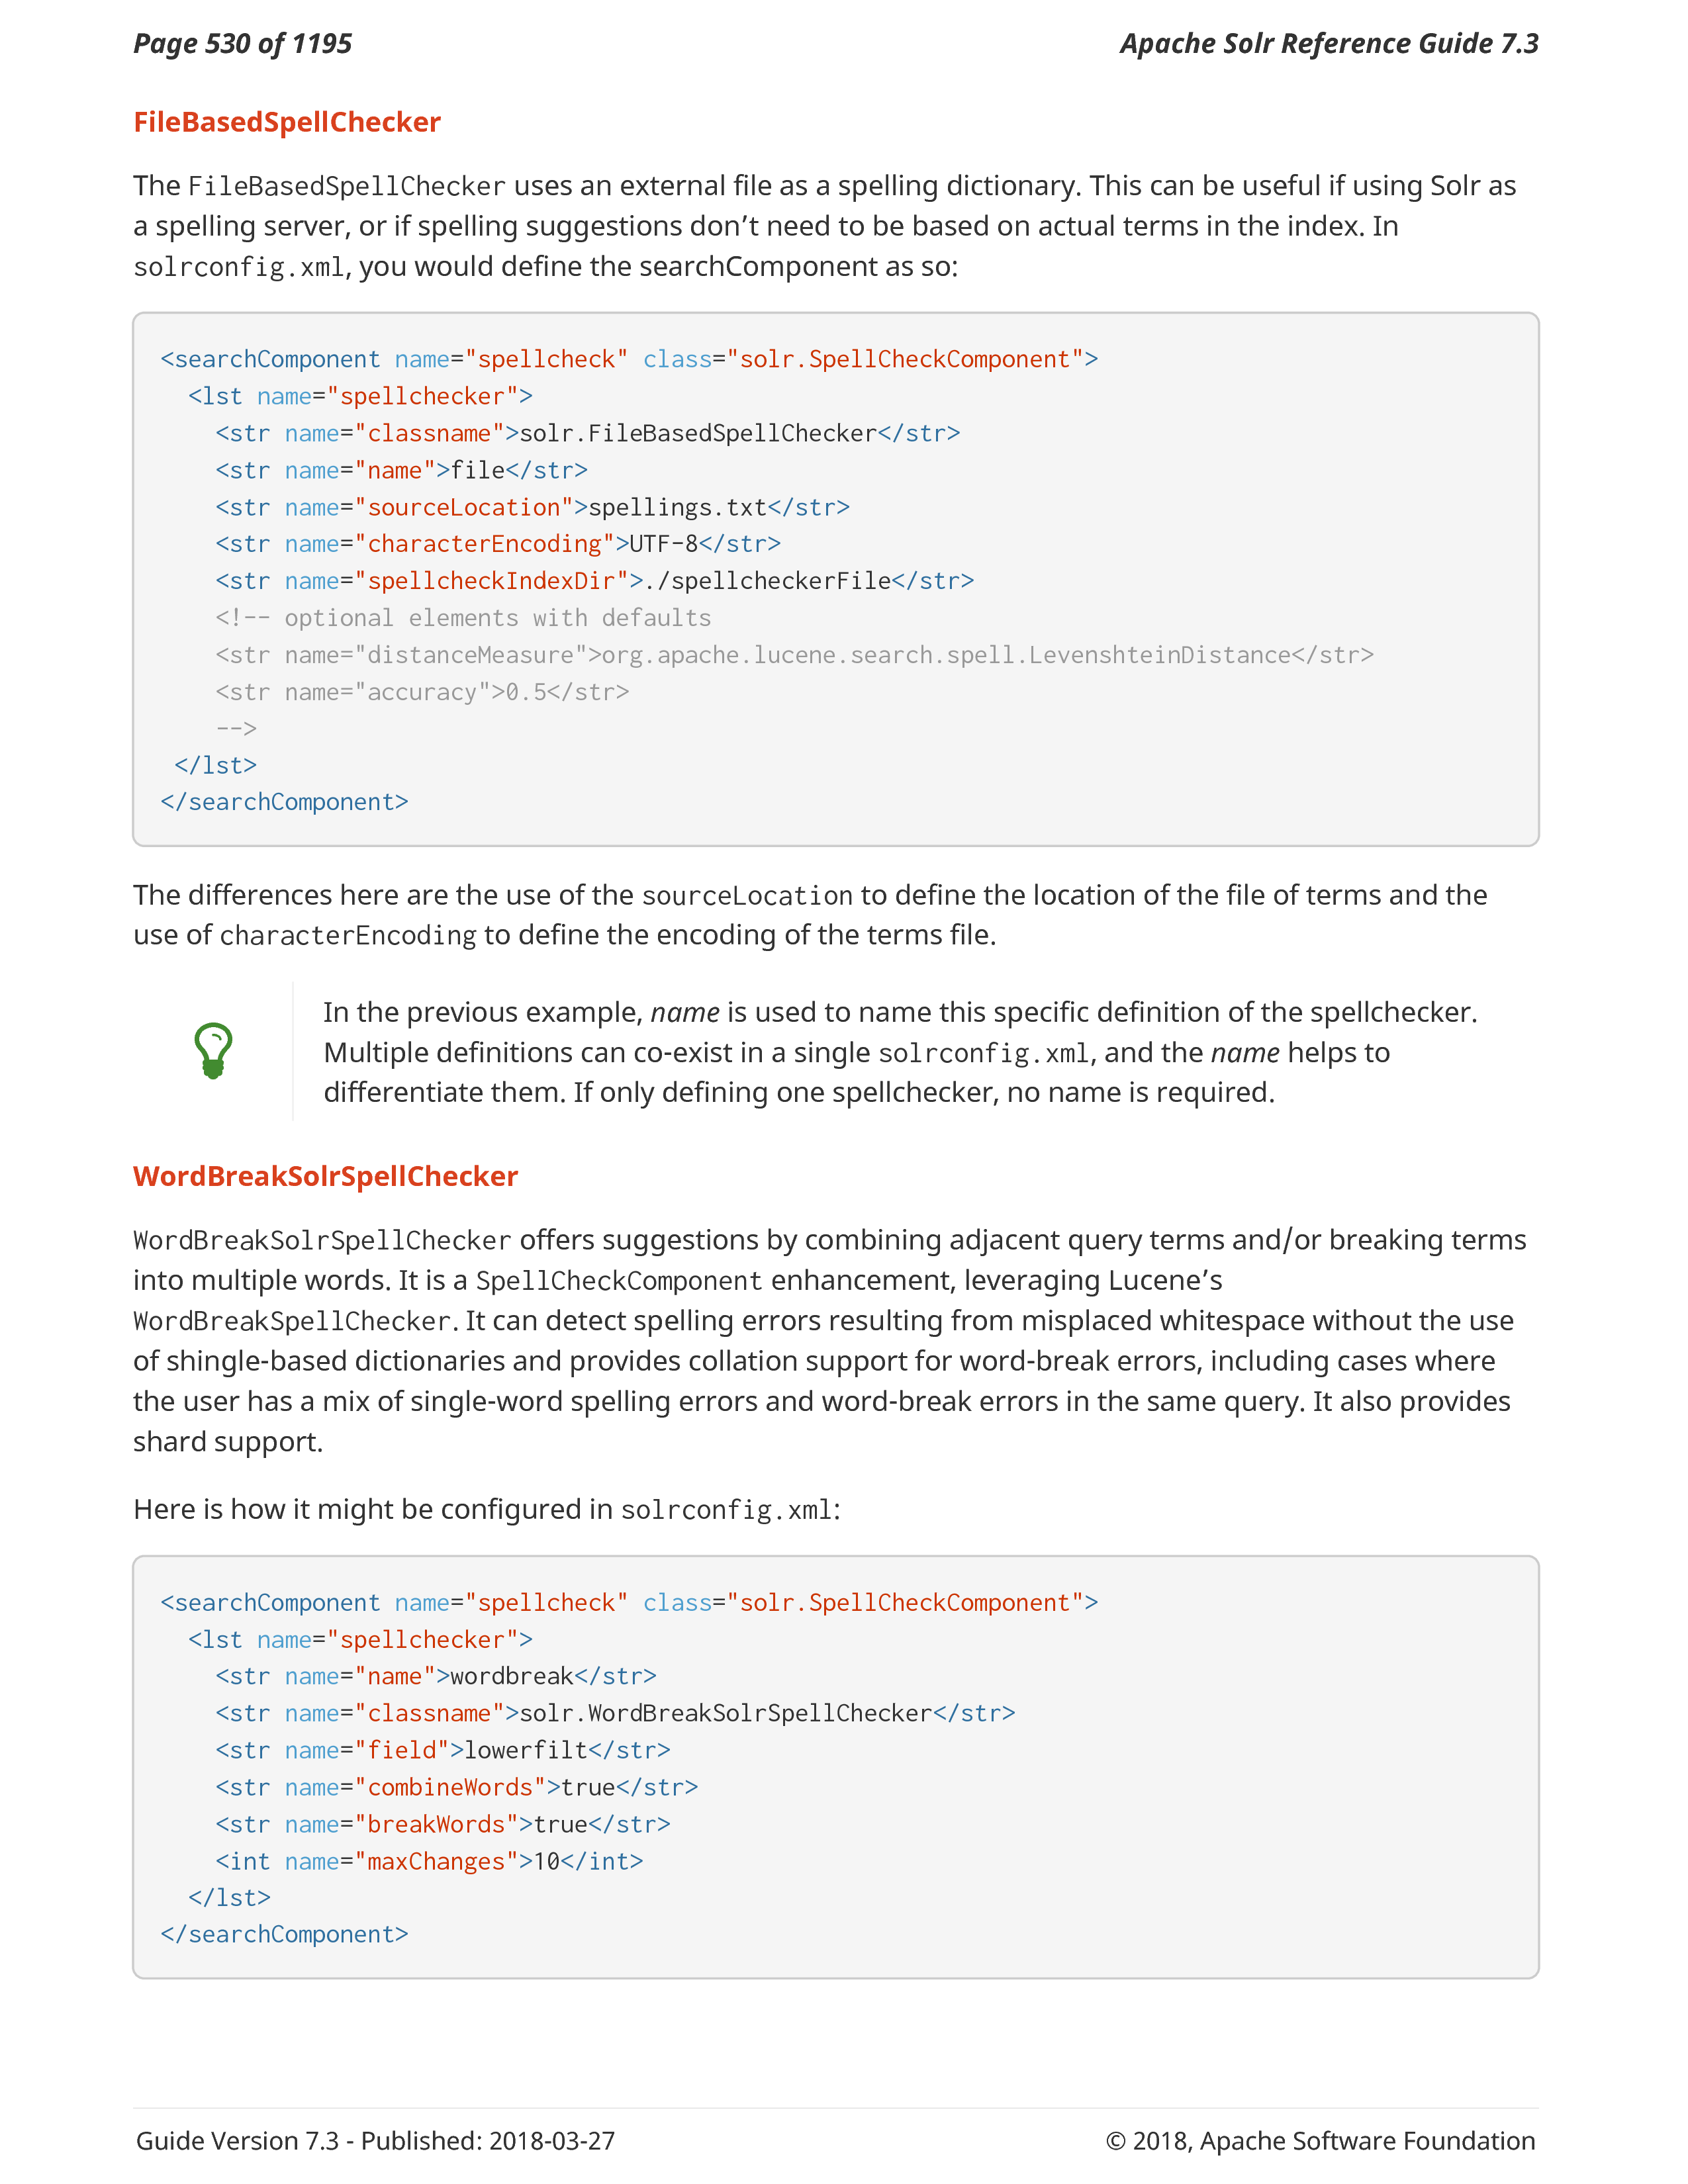 Page 530 of 1195
Apache Solr Reference Guide 7.3
FileBasedSpellChecker
The FileBasedSpellChecker uses an external file as a spelling dictionary. This can be useful if using Solr as
a spelling server, or if spelling suggestions don’t need to be based on actual terms in the index. In
solrconfig.xml, you would define the searchComponent as so:
<searchComponent name="spellcheck" class="solr.SpellCheckComponent">
  <lst name="spellchecker">
    <str name="classname">solr.FileBasedSpellChecker</str>
    <str name="name">file</str>
    <str name="sourceLocation">spellings.txt</str>
    <str name="characterEncoding">UTF-8</str>
    <str name="spellcheckIndexDir">./spellcheckerFile</str>
    <!-- optional elements with defaults
    <str name="distanceMeasure">org.apache.lucene.search.spell.LevenshteinDistance</str>
    <str name="accuracy">0.5</str>
    -->
 </lst>
</searchComponent>
The differences here are the use of the sourceLocation to define the location of the file of terms and the
use of characterEncoding to define the encoding of the terms file.
In the previous example, name is used to name this specific definition of the spellchecker.
Multiple definitions can co-exist in a single solrconfig.xml, and the name helps to
differentiate them. If only defining one spellchecker, no name is required.
WordBreakSolrSpellChecker
WordBreakSolrSpellChecker offers suggestions by combining adjacent query terms and/or breaking terms
into multiple words. It is a SpellCheckComponent enhancement, leveraging Lucene’s
WordBreakSpellChecker. It can detect spelling errors resulting from misplaced whitespace without the use
of shingle-based dictionaries and provides collation support for word-break errors, including cases where
the user has a mix of single-word spelling errors and word-break errors in the same query. It also provides
shard support.
Here is how it might be configured in solrconfig.xml:
<searchComponent name="spellcheck" class="solr.SpellCheckComponent">
  <lst name="spellchecker">
    <str name="name">wordbreak</str>
    <str name="classname">solr.WordBreakSolrSpellChecker</str>
    <str name="field">lowerfilt</str>
    <str name="combineWords">true</str>
    <str name="breakWords">true</str>
    <int name="maxChanges">10</int>
  </lst>
</searchComponent>
Guide Version 7.3 - Published: 2018-03-27
© 2018, Apache Software Foundation